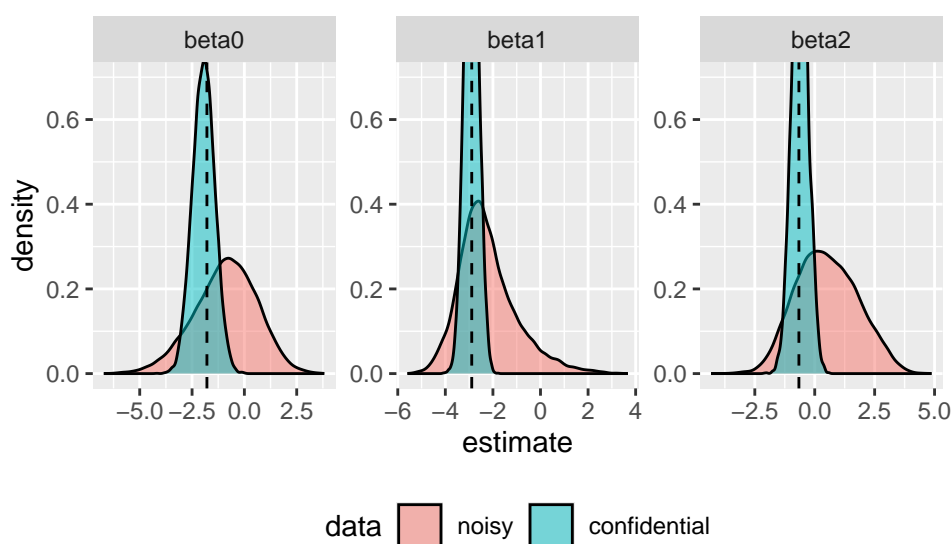 beta0 beta1 beta2
density
0.6 0.6 0.6
0.4 0.4 0.4
0.2 0.2 0.2
0.0 0.0 0.0
−5.0 −2.5 0.0 2.5 −6 −4 −2 0 2 4 −2.5 0.0 2.5 5.0
estimate
data noisy confidential